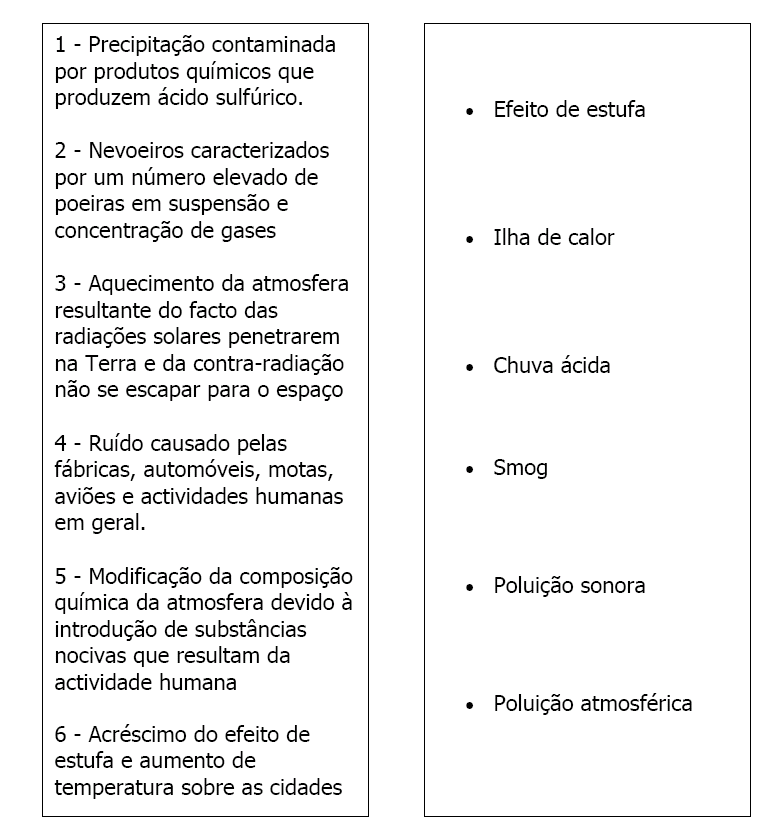 1 - Precipitação contaminada
por produtos químicos que
produzem ácido sulfúrico.
2 - Nevoeiros caracterizados
por um número elevado de
poeiras em suspensão e
concentração de gases
3 - Aquecimento da atmosfera
resultante do facto das
radiações solares penetrarem
na Terra e da contra-radiação
não se escapar para o espaço
4 - Ruído causado pelas
fábricas, automóveis, motas,
aviões e actividades humanas
em geral.
5 - Modificação da composição
química da atmosfera devido à
introdução de substâncias
nocivas que resultam da
actividade humana
6 - Acréscimo do efeito de
estufa e aumento de
temperatura sobre as cidades
• Efeito de estufa
• Ilha de calor
• Chuva ácida
• Smog
• Poluição sonora
• Poluição atmosférica